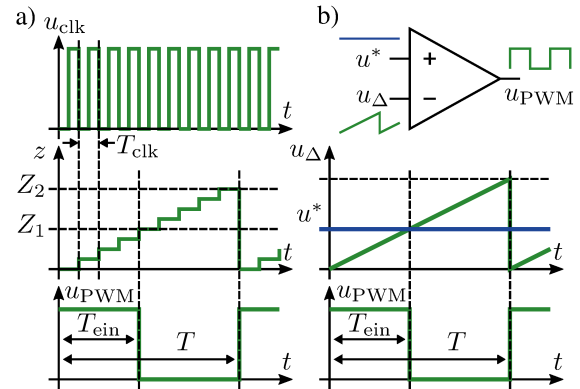 a)
u_clk
t
T_clk
z
Z_2
Z_1
t
u_PWM
T_ein
T
t
b)
u*
+
u_Δ
−
u_PWM
u_Δ
u*
t
u_PWM
T_ein
T
t